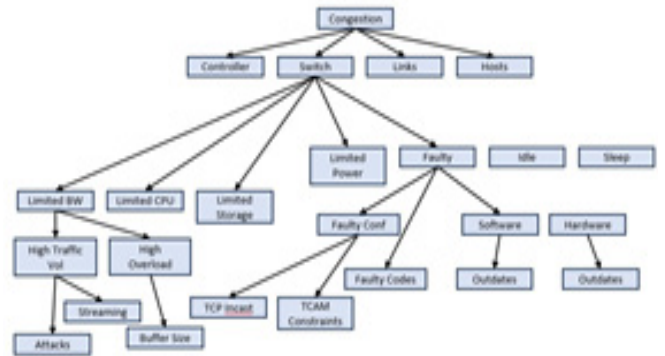 Congestion
Controller
Switch
Links
Hosts
Limited
Power
Faulty
Idle
Sleep
Limited BW
Limited CPU
Limited
Storage
Faulty Conf
Software
Hardware
High Traffic
Vol
High
Overload
Faulty Codes
Outdates
Outdates
Streaming
TCP Incast
TCAM
Constraints
Attacks
Buffer Size